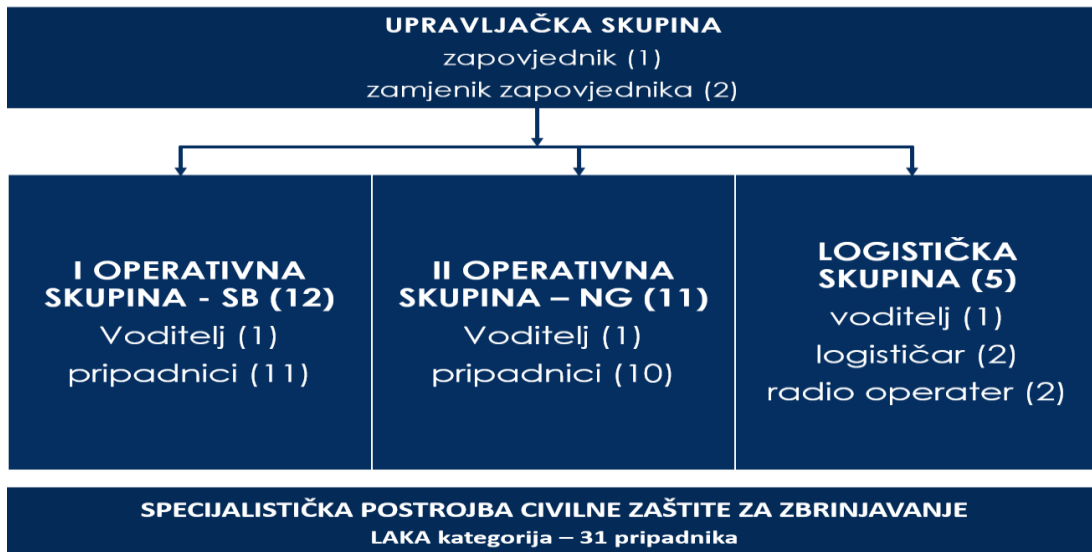 UPRAVLJAČKA SKUPINA
zapovjednik (1)
zamjenik zapovjednika (2)
I OPERATIVNA
SKUPINA - SB (12)
Voditelj (1)
pripadnici (11)
II OPERATIVNA
SKUPINA – NG (11)
Voditelj (1)
pripadnici (10)
LOGISTIČKA
SKUPINA (5)
voditelj (1)
logističar (2)
radio operater (2)
SPECIJALISTIČKA POSTROJBA CIVILNE ZAŠTITE ZA ZBRINJAVANJE
LAKA kategorija – 31 pripadnika